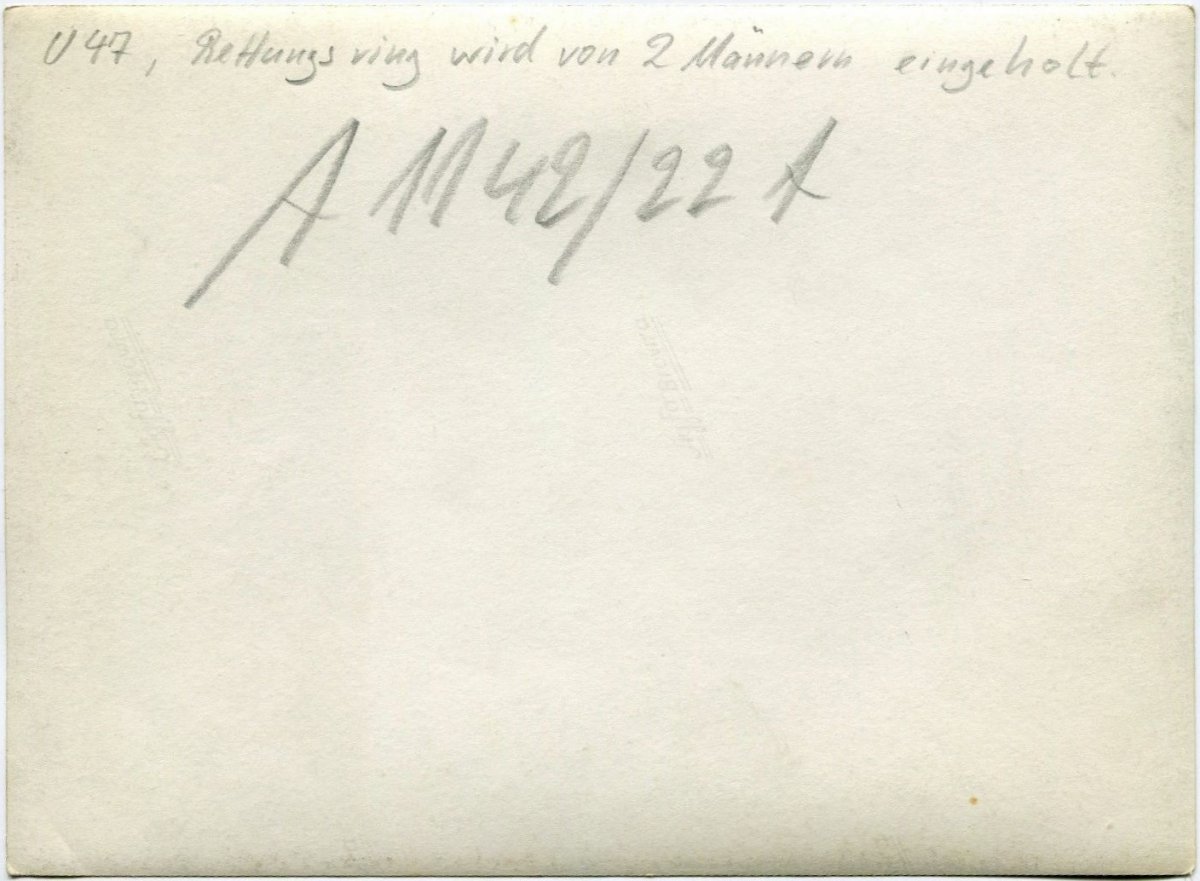 U 47, Rettungsring wird von 2 Männern eingeholt.
A 1142/22 A